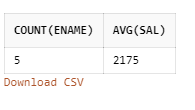 COUNT(ENAME) AVG(SAL)
5 2175
Download CSV